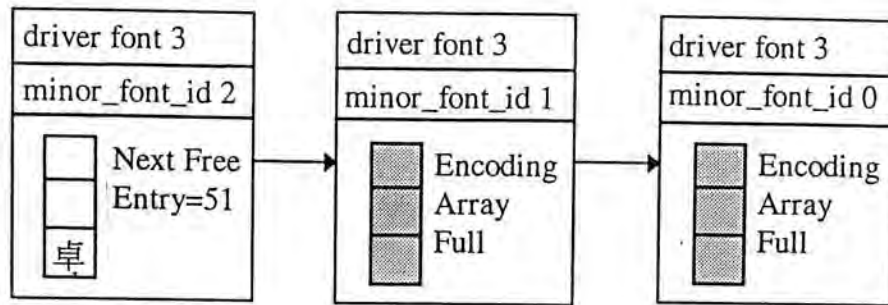 driver font 3
minor_font_id 2
Next Free
Entry=51
卓
driver font 3
minor_font_id 1
Encoding
Array
Full
driver font 3
minor_font_id 0
Encoding
Array
Full